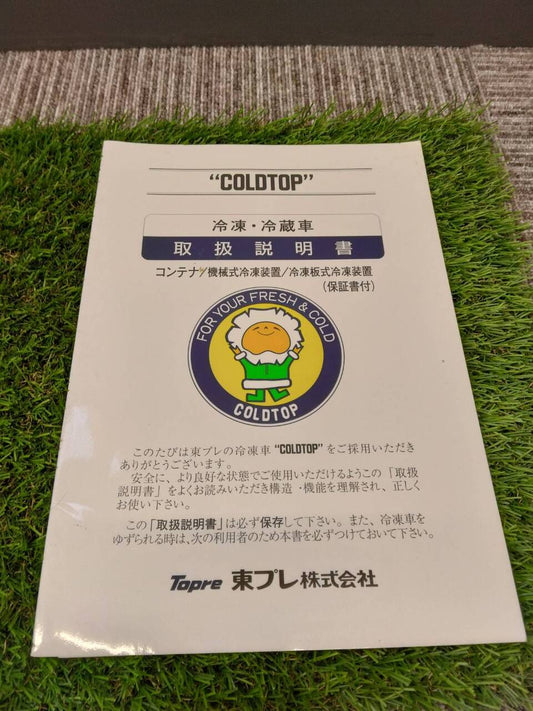 “COLDTOP”
冷凍・冷蔵車
取扱説明書
コンテナ/機械式冷凍装置/冷凍板式冷凍装置
(保証書付)
FOR YOUR FRESH & COLD
COLDTOP
このたびは東プレの冷凍車“COLDTOP”をご採用いただき
ありがとうございます。
安全に、より良好な状態でご使用いただけるようこの「取扱
説明書」をよくお読みいただき構造・機能を理解され、正しく
お使い下さい。
この「取扱説明書」は必ず保存して下さい。また、冷凍車を
ゆずられる時は、次の利用者のため本書を必ずつけておいて下さい。
Topre 東プレ株式会社